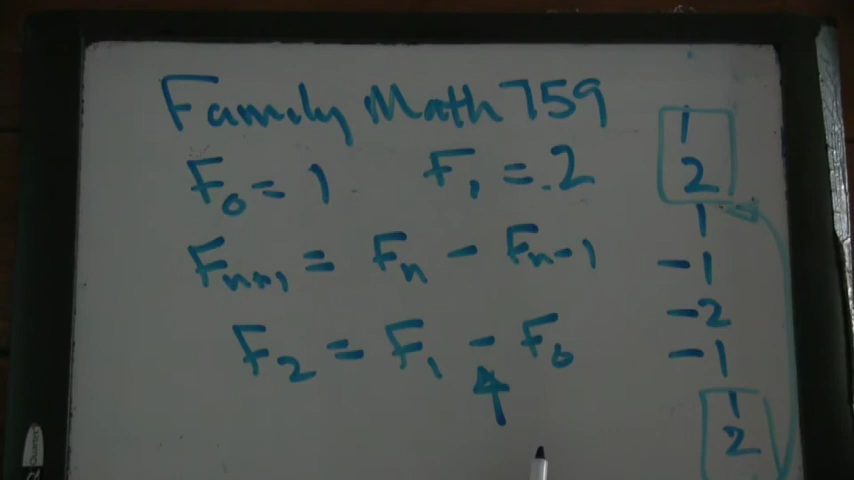 Family Math 759
F₀ = 1 F₁ = 2
Fₙ₊₁ = Fₙ - Fₙ₋₁
F₂ = F₁ - F₀
1
2
1
-1
-2
-1
1
2
Quartet